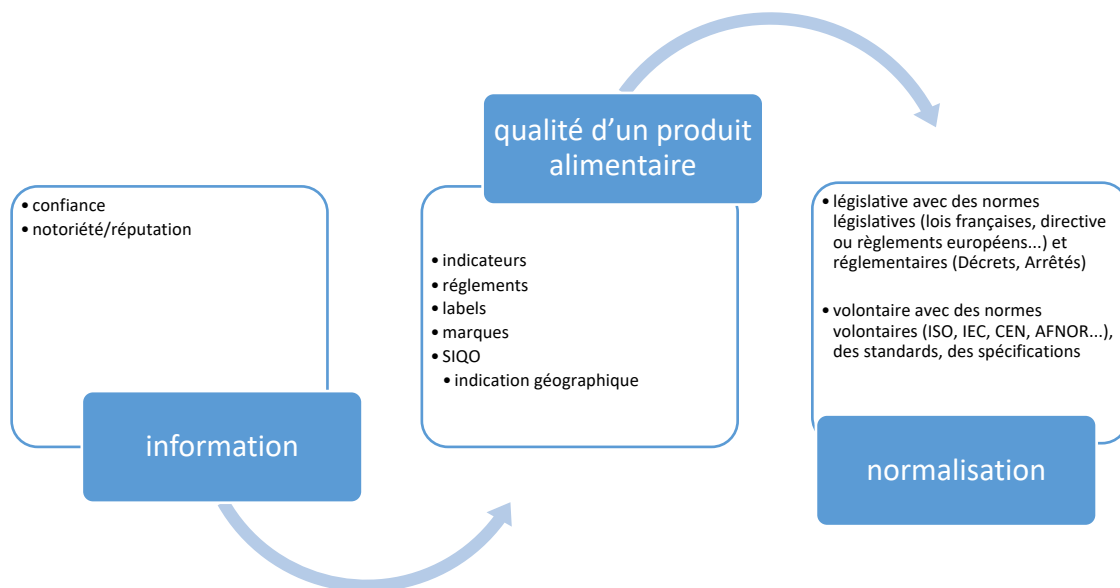 • confiance
• notoriété/réputation
information
qualité d'un produit
alimentaire
• indicateurs
• réglements
• labels
• marques
• SIQO
• indication géographique
• législative avec des normes
législatives (lois françaises, directive
ou règlements européens...) et
réglementaires (Décrets, Arrêtés)
• volontaire avec des normes
volontaires (ISO, IEC, CEN, AFNOR...),
des standards, des spécifications
normalisation